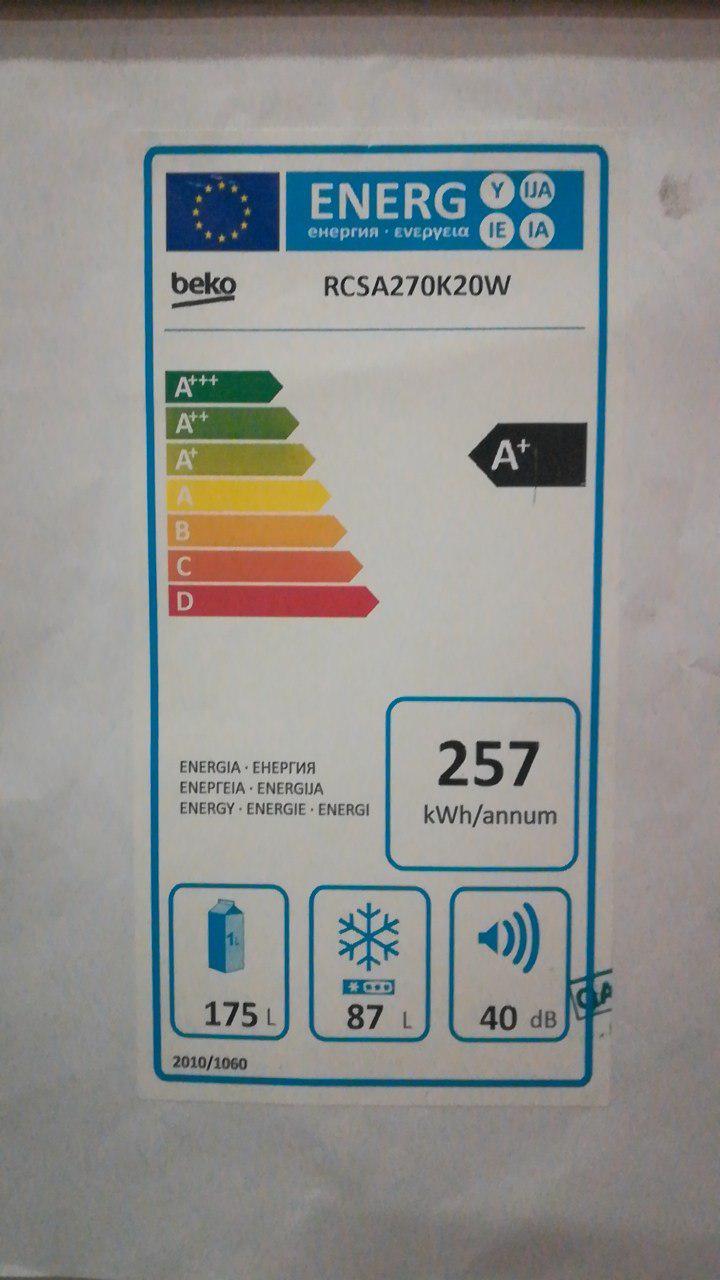 ENERG Y IJA
енергия · ενεργεια IE IA
beko RCSA270K20W
A+++
A++
A+ A+
A
B
C
D
257
kWh/annum
ENERGIA · ЕНЕРГИЯ
ΕΝΕΡΓΕΙΑ · ENERGIJA
ENERGY · ENERGIE · ENERGI
1L
175 L 87 L 40 dB
2010/1060